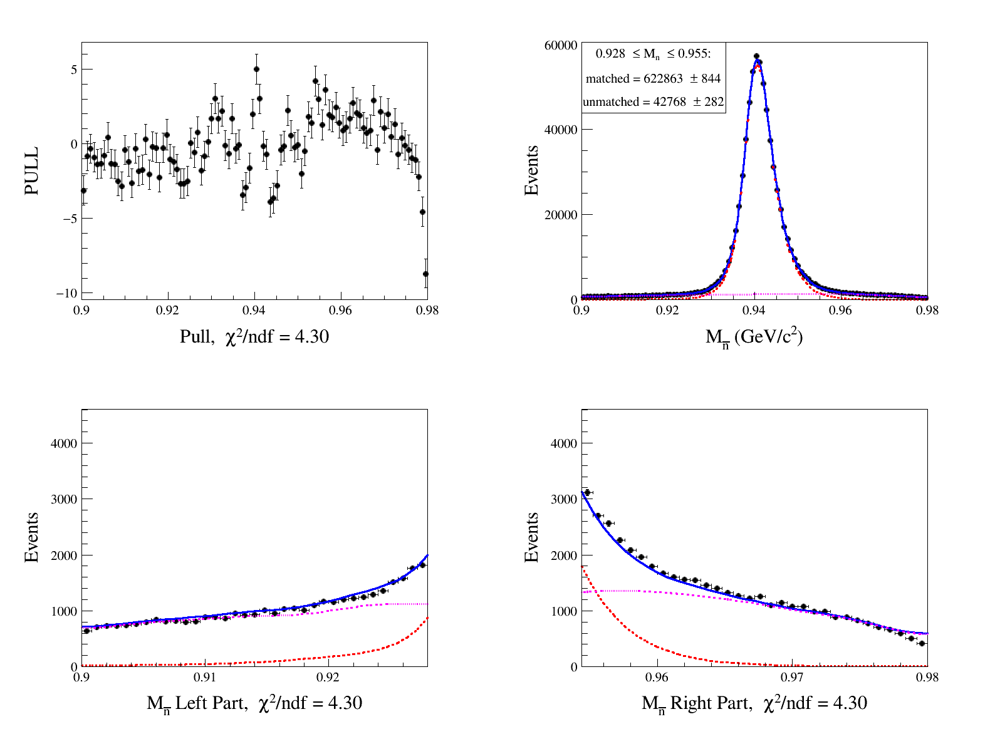 5
0
−5
−10
PULL
0.9 0.92 0.94 0.96 0.98
Pull, χ²/ndf = 4.30
60000
40000
20000
0
Events
0.928 ≤ Mₙ ≤ 0.955:
matched = 622863 ± 844
unmatched = 42768 ± 282
0.9 0.92 0.94 0.96 0.98
M_n̅ (GeV/c²)
4000
3000
2000
1000
0
Events
0.9 0.91 0.92
M_n̅ Left Part, χ²/ndf = 4.30
4000
3000
2000
1000
0
Events
0.96 0.97 0.98
M_n̅ Right Part, χ²/ndf = 4.30